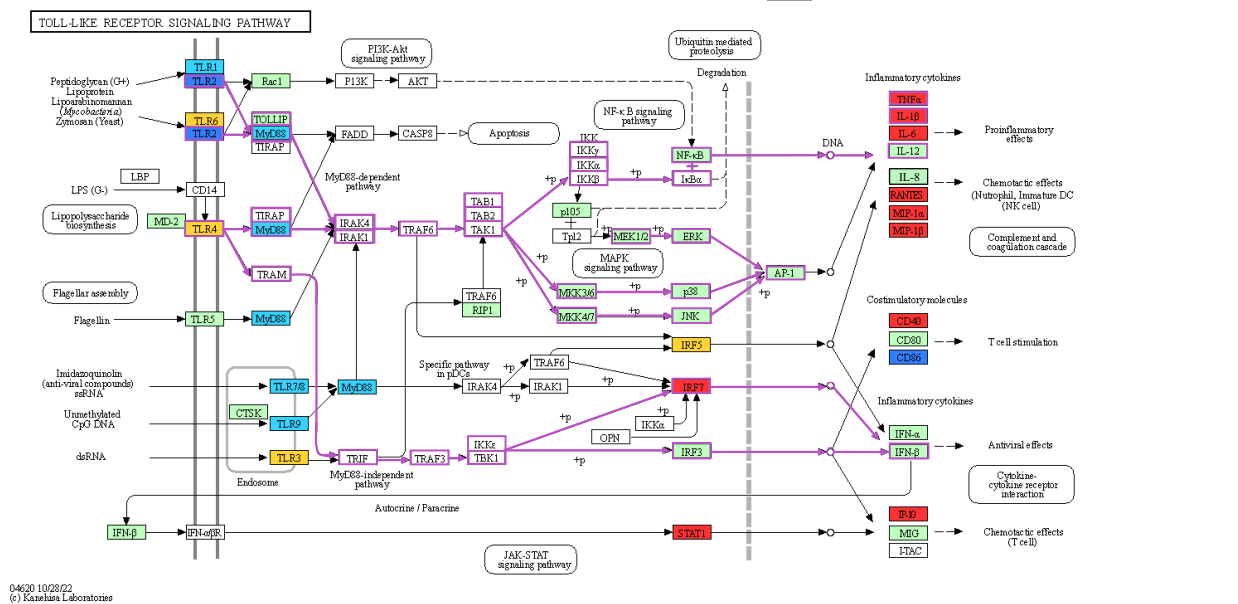 TOLL-LIKE RECEPTOR SIGNALING PATHWAY
PI3K-Akt
signaling pathway
Ubiquitin mediated
proteolysis
Degradation
TLR1
TLR2
Peptidoglycan (G+)
Lipoprotein
Lipoarabinomannan
(Mycobacteria)
Zymosan (Yeast)
Rac1
PI3K
AKT
Inflammatory cytokines
TNFα
IL-1β
IL-6
IL-12
Proinflammatory
effects
NF-κ B signaling
pathway
TLR6
TLR2
TOLLIP
MyD88
TIRAP
FADD
CASP8
Apoptosis
IKK
IKKγ
IKKα
IKKβ
+p
+p
NF-κB
IκBα
DNA
LBP
LPS (G-)
CD14
MyD88-dependent
pathway
IL-8
RANTES
MIP-1α
MIP-1β
Chemotactic effects
(Nutrophil, Immature DC
(NK cell)
Lipopolysaccharide
biosynthesis
MD-2
TLR4
TIRAP
MyD88
IRAK4
IRAK1
TRAF6
TAB1
TAB2
TAK1
p105
Tpl2
+p
MEK1/2
+p
ERK
Complement and
coagulation cascade
MAPK
signaling pathway
TRAM
+p
+p
AP-1
Flagellar assembly
TRAF6
RIP1
MKK3/6
+p
p38
+p
MKK4/7
+p
JNK
Flagellin
TLR5
MyD88
Costimulatory molecules
CD40
CD80
CD86
T cell stimulation
IRF5
Imidazoquinolin
(anti-viral compounds)
ssRNA
TLR7/8
MyD88
Specific pathway
in pDCs
TRAF6
+p
IRAK4
+p
IRAK1
+p
IRF7
Unmethylated
CpG DNA
CTSK
TLR9
+p
IKKα
+p
OPN
Inflammatory cytokines
IFN-α
IFN-β
Antiviral effects
dsRNA
TLR3
Endosome
TRIF
TRAF3
IKKε
TBK1
+p
IRF3
MyD88-independent
pathway
Cytokine-
cytokine receptor
interaction
Autocrine / Paracrine
IFN-β
IFN-α/βR
STAT1
IP-10
MIG
I-TAC
Chemotactic effects
(T cell)
JAK-STAT
signaling pathway
04620 10/28/22
(c) Kanehisa Laboratories